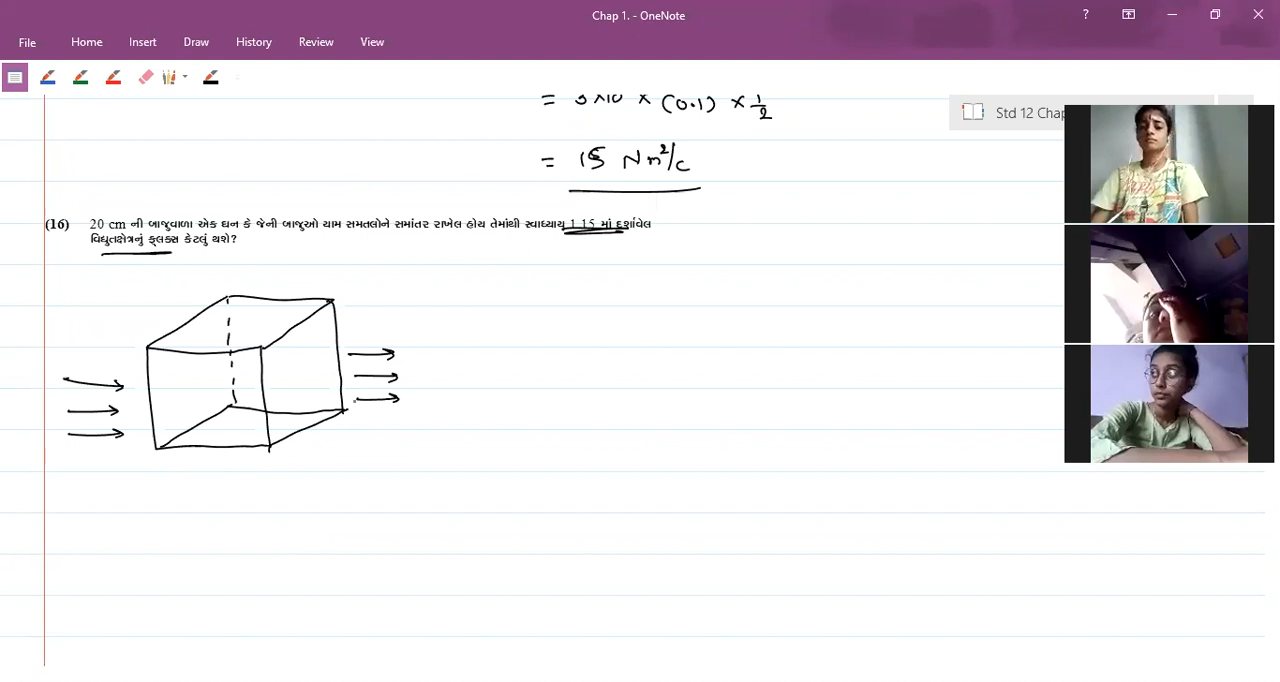 Chap 1. - OneNote
?
File Home Insert Draw History Review View
Std 12 Chap
= 3×10 × (0.1) × 1/2
= 15 Nm²/c
(16) 20 cm ની બાજુવાળા એક ઘન કે જેની બાજુઓ યામ સમતલોને સમાંતર રાખેલ હોય તેમાંથી સ્વાધ્યાય 1.15 માં દર્શાવેલ
વિદ્યુતક્ષેત્રનું ફ્લક્સ કેટલું થશે?